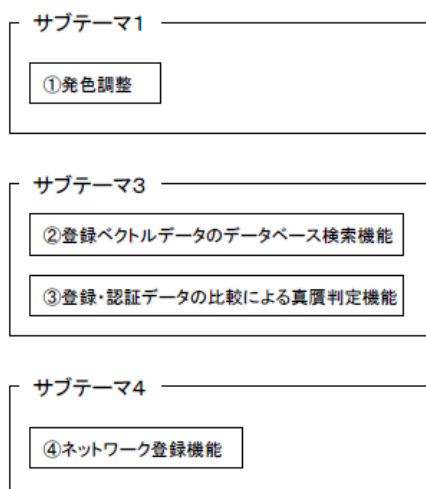 サブテーマ1
①発色調整
サブテーマ3
②登録ベクトルデータのデータベース検索機能
③登録・認証データの比較による真贋判定機能
サブテーマ4
④ネットワーク登録機能